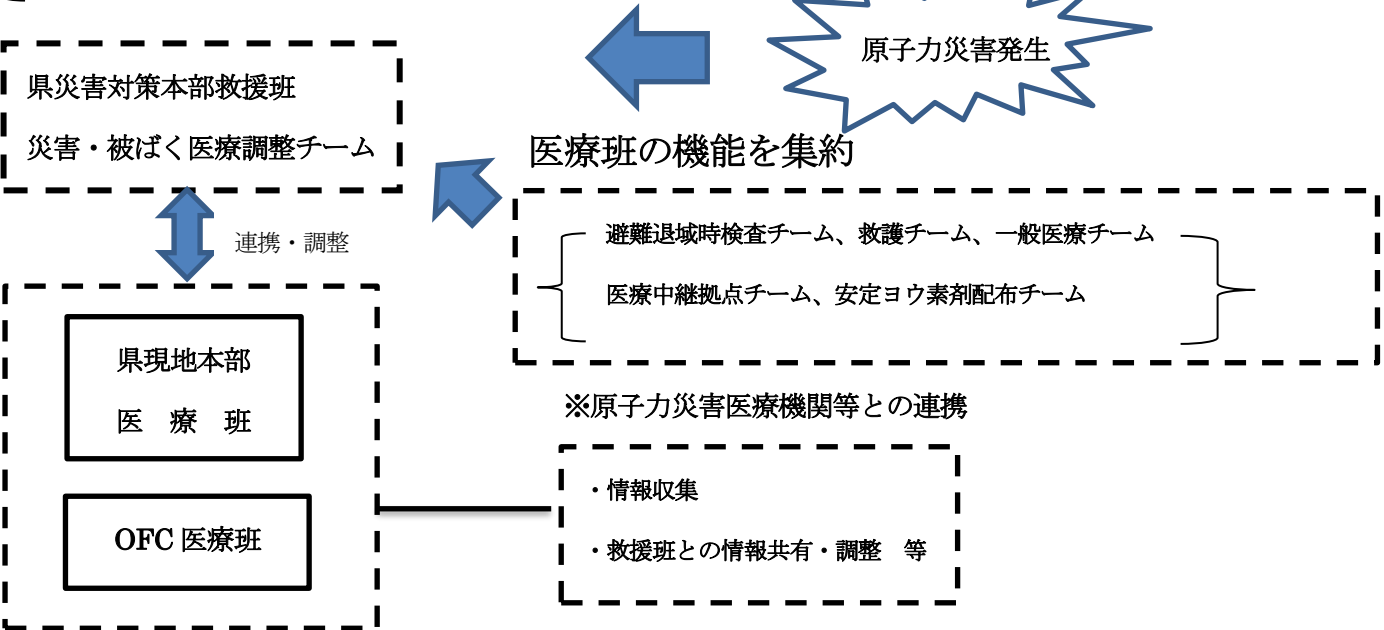 原子力災害発生
県災害対策本部救援班
災害・被ばく医療調整チーム
医療班の機能を集約
避難退域時検査チーム、救護チーム、一般医療チーム
医療中継拠点チーム、安定ヨウ素剤配布チーム
連携・調整
県現地本部
医 療 班
OFC 医療班
※原子力災害医療機関等との連携
・情報収集
・救援班との情報共有・調整 等